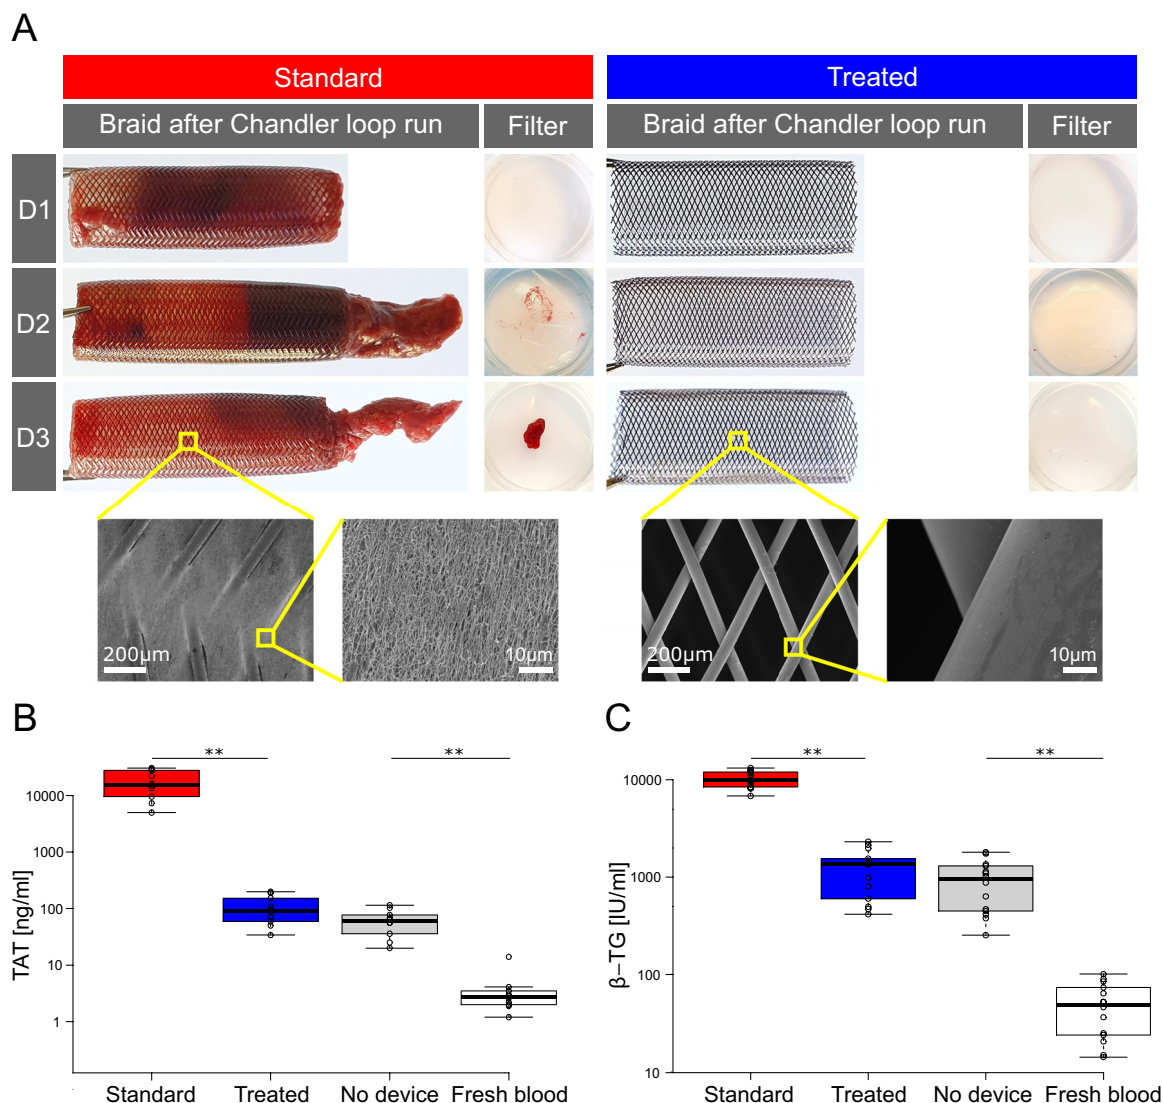 A
Standard
Treated
Braid after Chandler loop run
Filter
Braid after Chandler loop run
Filter
D1
D2
D3
200µm
10µm
200µm
10µm
B
**
**
TAT [ng/ml]
10000
1000
100
10
1
Standard
Treated
No device
Fresh blood
C
**
**
β−TG [IU/ml]
10000
1000
100
10
Standard
Treated
No device
Fresh blood